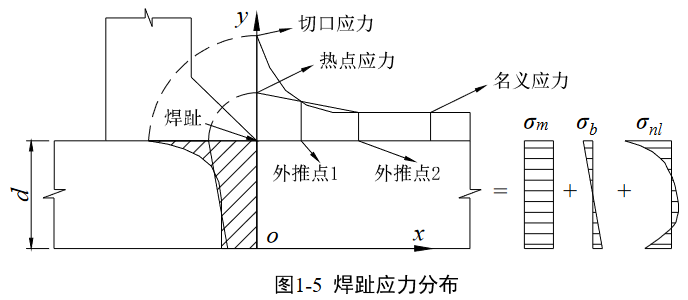 y
切口应力
热点应力
名义应力
焊趾
σm
σb
σnl
外推点1
外推点2
d
=
+
+
o
x
图1-5 焊趾应力分布